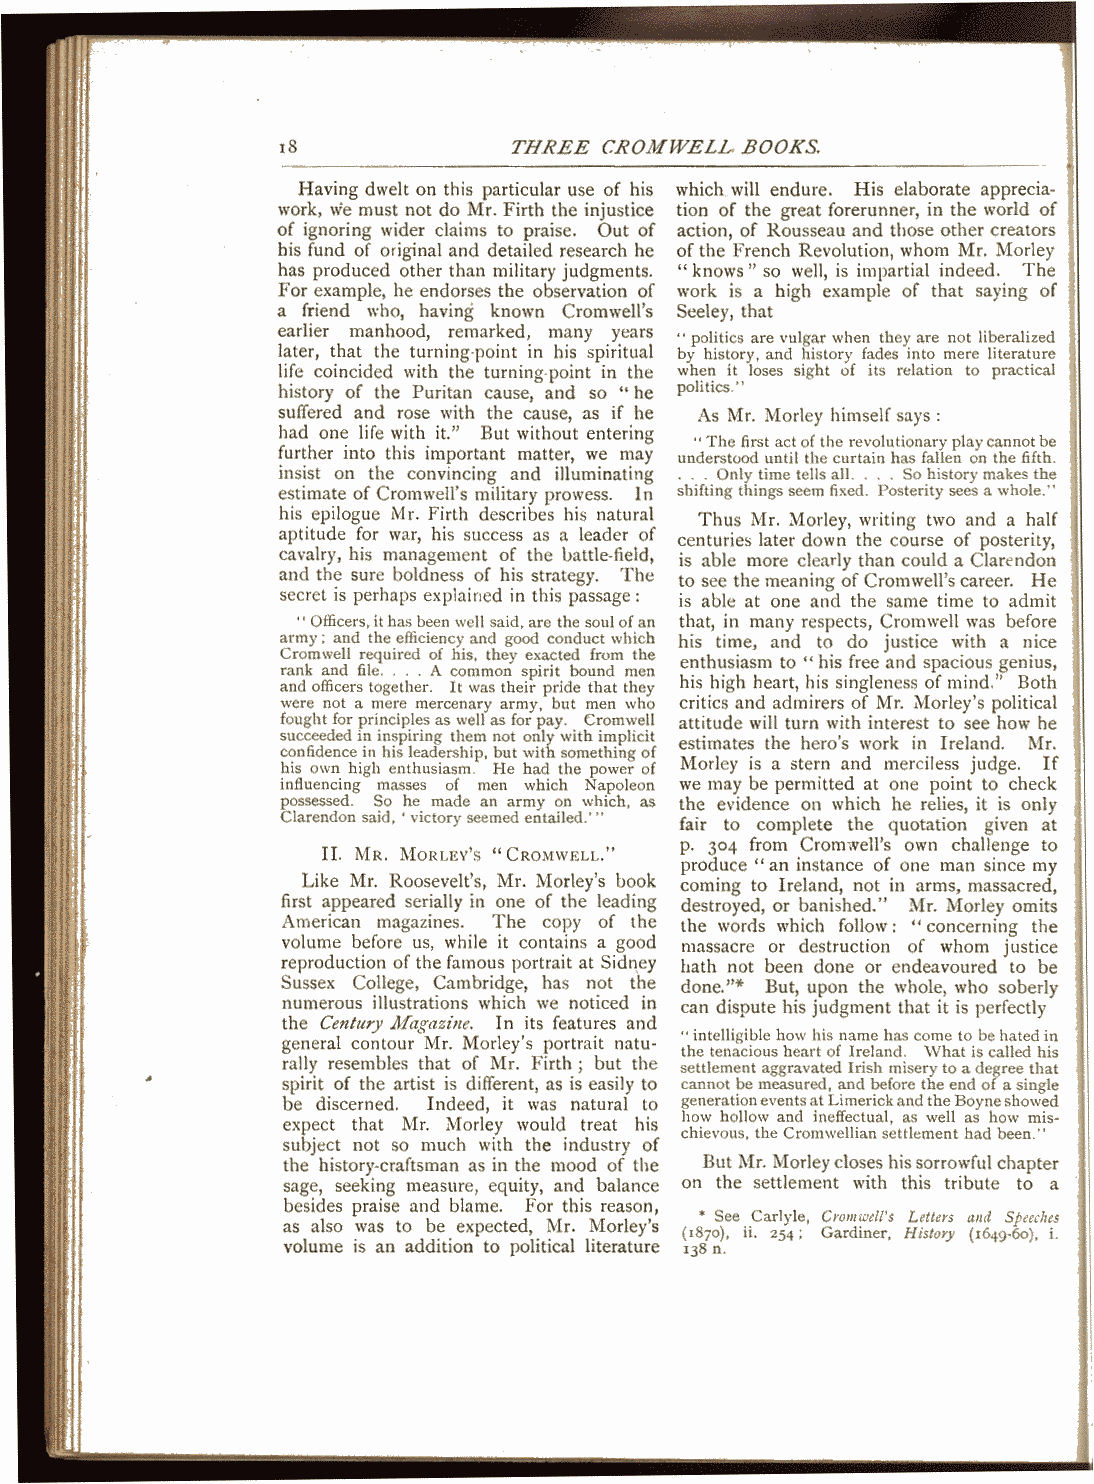 18 THREE CROMWELL BOOKS.
Having dwelt on this particular use of his
work, we must not do Mr. Firth the injustice
of ignoring wider claims to praise. Out of
his fund of original and detailed research he
has produced other than military judgments.
For example, he endorses the observation of
a friend who, having known Cromwell's
earlier manhood, remarked, many years
later, that the turning-point in his spiritual
life coincided with the turning-point in the
history of the Puritan cause, and so "he
suffered and rose with the cause, as if he
had one life with it." But without entering
further into this important matter, we may
insist on the convincing and illuminating
estimate of Cromwell's military prowess. In
his epilogue Mr. Firth describes his natural
aptitude for war, his success as a leader of
cavalry, his management of the battle-field,
and the sure boldness of his strategy. The
secret is perhaps explained in this passage:
"Officers, it has been well said, are the soul of an
army; and the efficiency and good conduct which
Cromwell required of his, they exacted from the
rank and file. . . . A common spirit bound men
and officers together. It was their pride that they
were not a mere mercenary army, but men who
fought for principles as well as for pay. Cromwell
succeeded in inspiring them not only with implicit
confidence in his leadership, but with something of
his own high enthusiasm. He had the power of
influencing masses of men which Napoleon
possessed. So he made an army on which, as
Clarendon said, 'victory seemed entailed.'"
II. MR. MORLEY'S "CROMWELL."
Like Mr. Roosevelt's, Mr. Morley's book
first appeared serially in one of the leading
American magazines. The copy of the
volume before us, while it contains a good
reproduction of the famous portrait at Sidney
Sussex College, Cambridge, has not the
numerous illustrations which we noticed in
the Century Magazine. In its features and
general contour Mr. Morley's portrait natu-
rally resembles that of Mr. Firth; but the
spirit of the artist is different, as is easily to
be discerned. Indeed, it was natural to
expect that Mr. Morley would treat his
subject not so much with the industry of
the history-craftsman as in the mood of the
sage, seeking measure, equity, and balance
besides praise and blame. For this reason,
as also was to be expected, Mr. Morley's
volume is an addition to political literature
which will endure. His elaborate apprecia-
tion of the great forerunner, in the world of
action, of Rousseau and those other creators
of the French Revolution, whom Mr. Morley
"knows" so well, is impartial indeed. The
work is a high example of that saying of
Seeley, that
"politics are vulgar when they are not liberalized
by history, and history fades into mere literature
when it loses sight of its relation to practical
politics."
As Mr. Morley himself says:
"The first act of the revolutionary play cannot be
understood until the curtain has fallen on the fifth.
. . . Only time tells all. . . . So history makes the
shifting things seem fixed. Posterity sees a whole."
Thus Mr. Morley, writing two and a half
centuries later down the course of posterity,
is able more clearly than could a Clarendon
to see the meaning of Cromwell's career. He
is able at one and the same time to admit
that, in many respects, Cromwell was before
his time, and to do justice with a nice
enthusiasm to "his free and spacious genius,
his high heart, his singleness of mind." Both
critics and admirers of Mr. Morley's political
attitude will turn with interest to see how he
estimates the hero's work in Ireland. Mr.
Morley is a stern and merciless judge. If
we may be permitted at one point to check
the evidence on which he relies, it is only
fair to complete the quotation given at
p. 304 from Cromwell's own challenge to
produce "an instance of one man since my
coming to Ireland, not in arms, massacred,
destroyed, or banished." Mr. Morley omits
the words which follow: "concerning the
massacre or destruction of whom justice
hath not been done or endeavoured to be
done."* But, upon the whole, who soberly
can dispute his judgment that it is perfectly
"intelligible how his name has come to be hated in
the tenacious heart of Ireland. What is called his
settlement aggravated Irish misery to a degree that
cannot be measured, and before the end of a single
generation events at Limerick and the Boyne showed
how hollow and ineffectual, as well as how mis-
chievous, the Cromwellian settlement had been."
But Mr. Morley closes his sorrowful chapter
on the settlement with this tribute to a
* See Carlyle, Cromwell's Letters and Speeches
(1870), ii. 254; Gardiner, History (1649-60), i.
138 n.